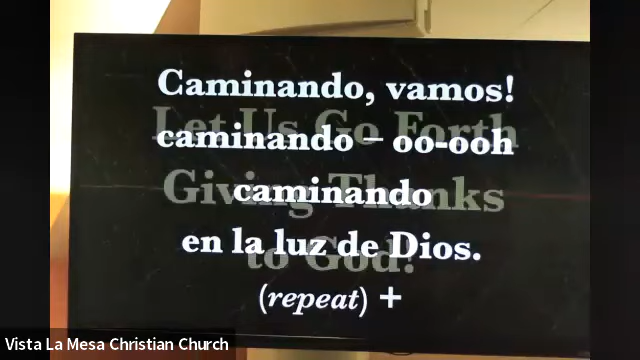 Caminando, vamos!
caminando – oo-ooh
caminando
en la luz de Dios.
(repeat) +
Let Us Go Forth
Giving Thanks
to God!
Vista La Mesa Christian Church